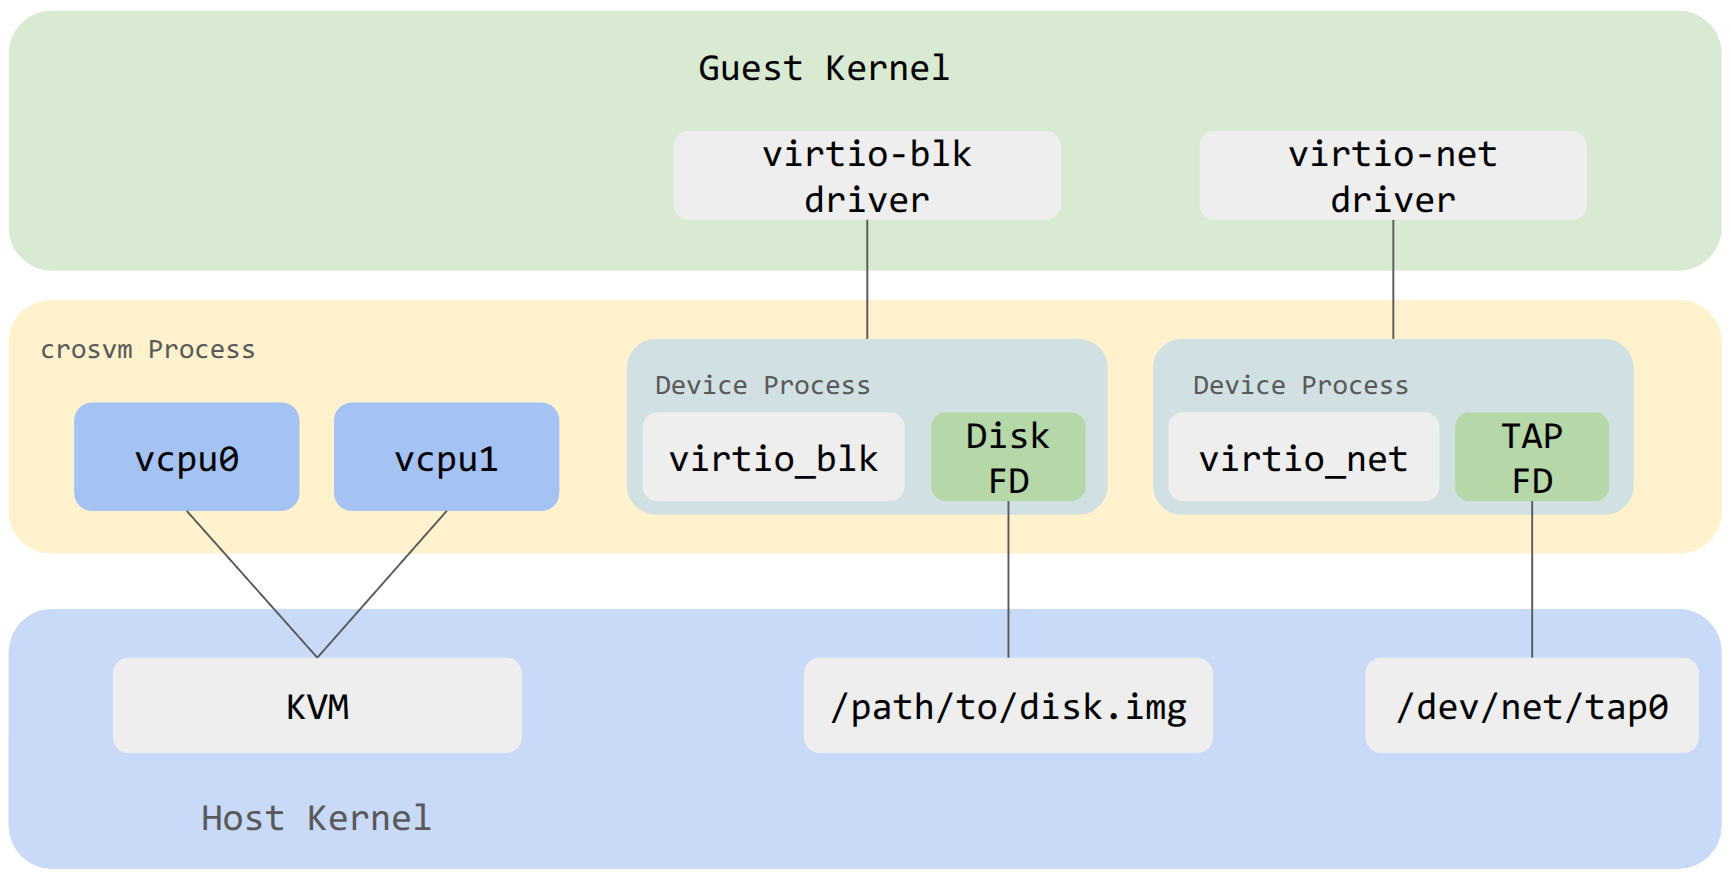 Guest Kernel
virtio-blk
driver
virtio-net
driver
crosvm Process
vcpu0
vcpu1
Device Process
virtio_blk
Disk
FD
Device Process
virtio_net
TAP
FD
KVM
/path/to/disk.img
/dev/net/tap0
Host Kernel